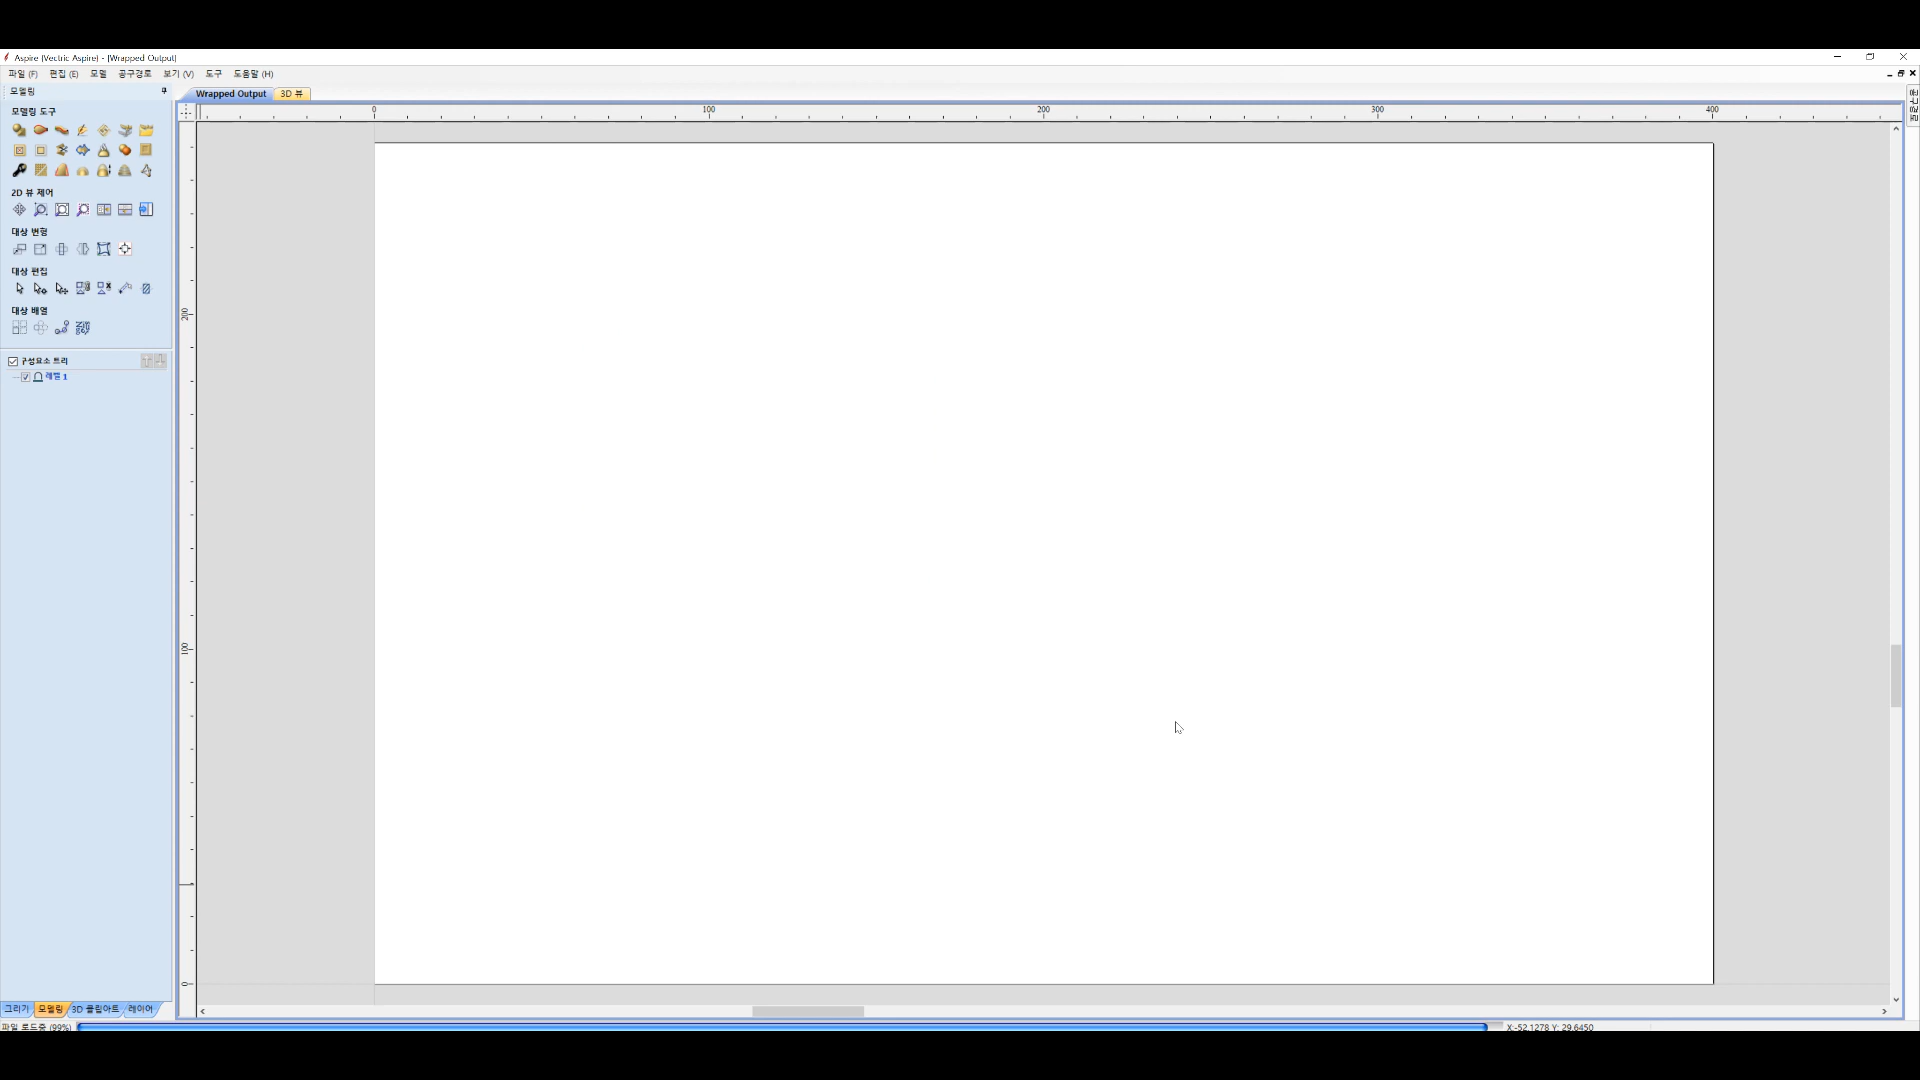 Aspire (Vectric Aspire) - [Wrapped Output]
파일 (F) 편집 (E) 모델 공구경로 보기 (V) 도구 도움말 (H)
모델링
Wrapped Output 3D 뷰
모델링 도구
0 100 200 300 400
2D 뷰 제어
대상 변형
대상 편집
대상 배열
구성요소 트리
레벨 1
200
100
0
그리기 모델링 3D 클립아트 레이어
파일 로드중 (99%) X:-52.1278 Y: 29.6450